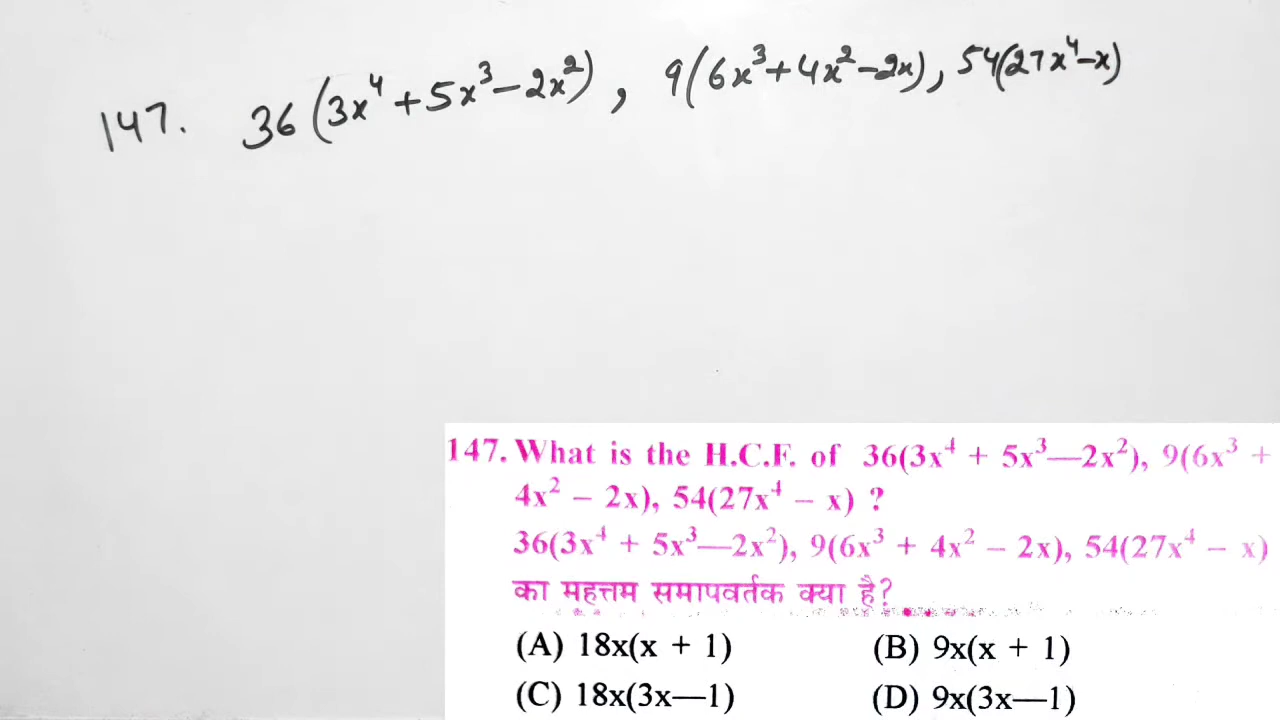 147. 36(3x⁴+5x³-2x²), 9(6x³+4x²-2x), 54(27x⁴-x)
147. What is the H.C.F. of 36(3x⁴ + 5x³—2x²), 9(6x³ +
4x² – 2x), 54(27x⁴ – x) ?
36(3x⁴ + 5x³—2x²), 9(6x³ + 4x² – 2x), 54(27x⁴ – x)
का महत्तम समापवर्तक क्या है?
(A) 18x(x + 1) (B) 9x(x + 1)
(C) 18x(3x—1) (D) 9x(3x—1)